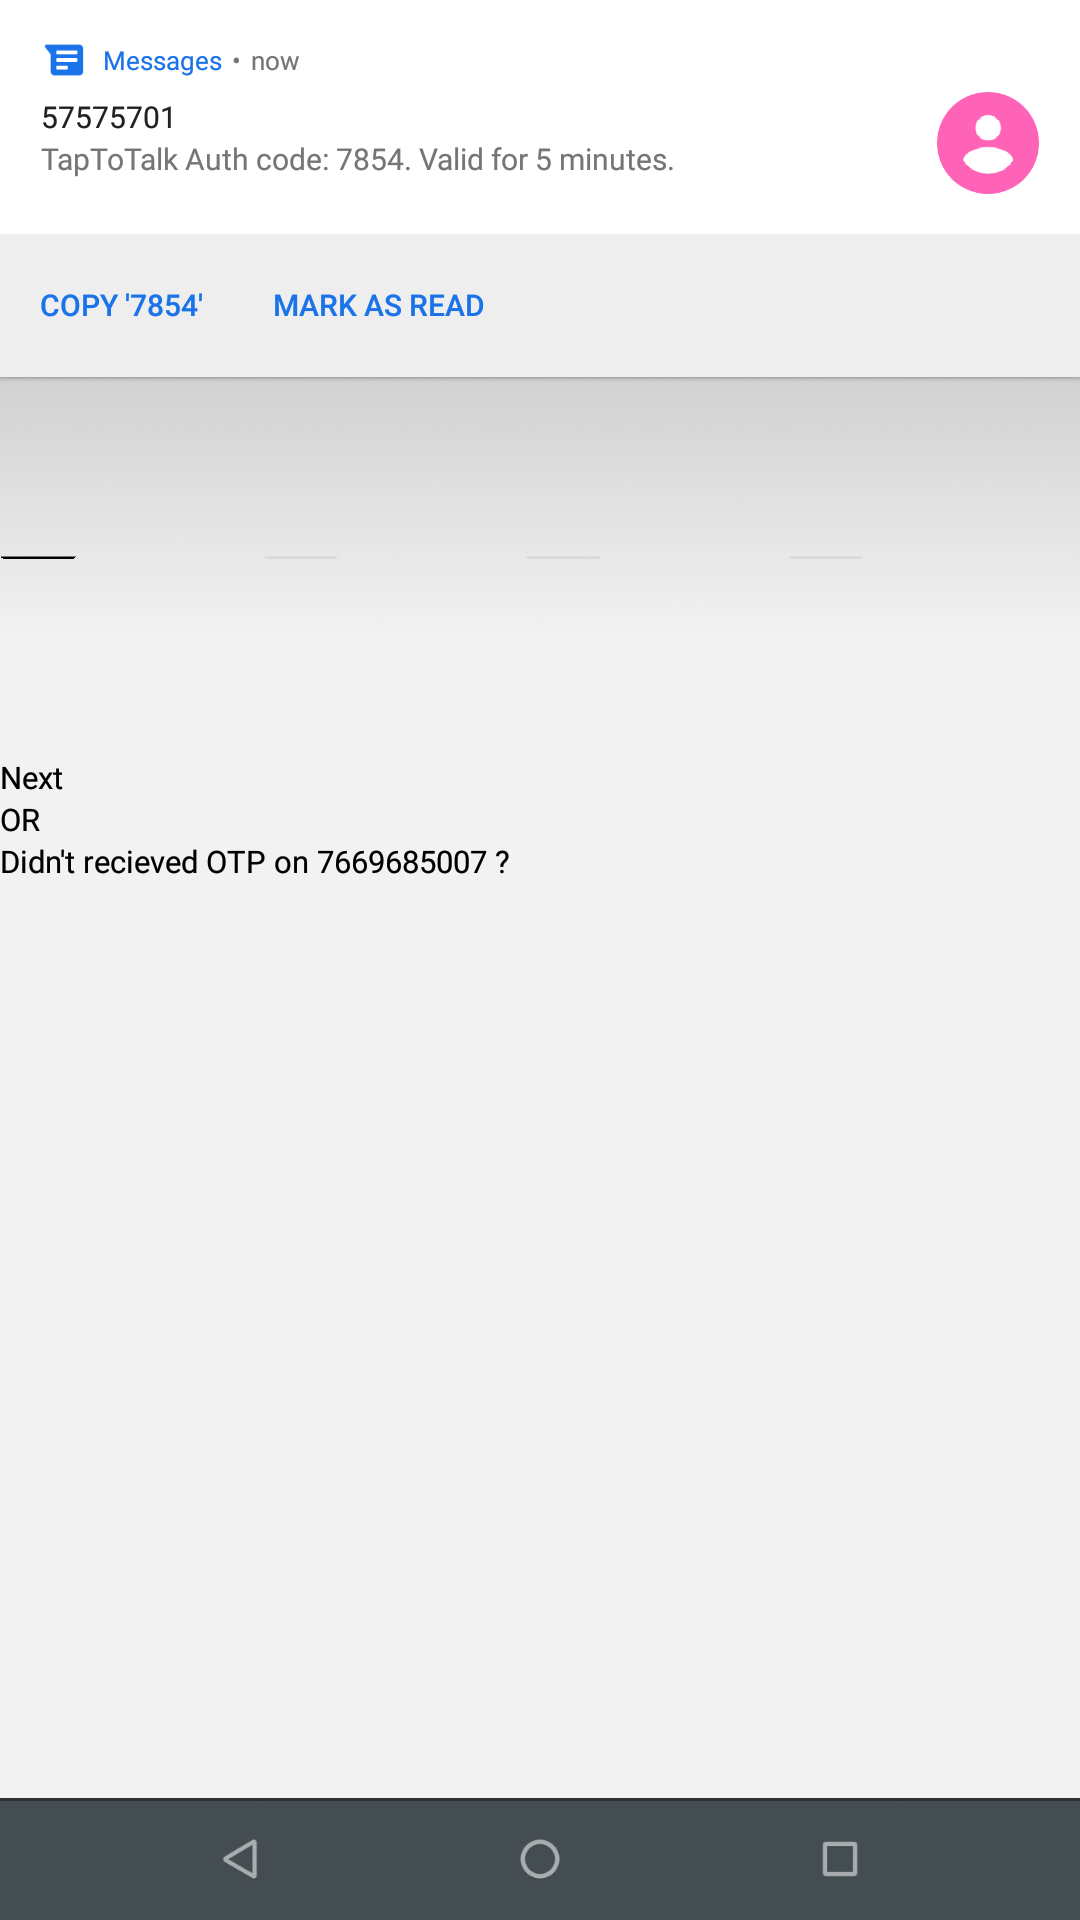 Messages • now
57575701
TapToTalk Auth code: 7854. Valid for 5 minutes.
COPY '7854' MARK AS READ
Next
OR
Didn't recieved OTP on 7669685007 ?